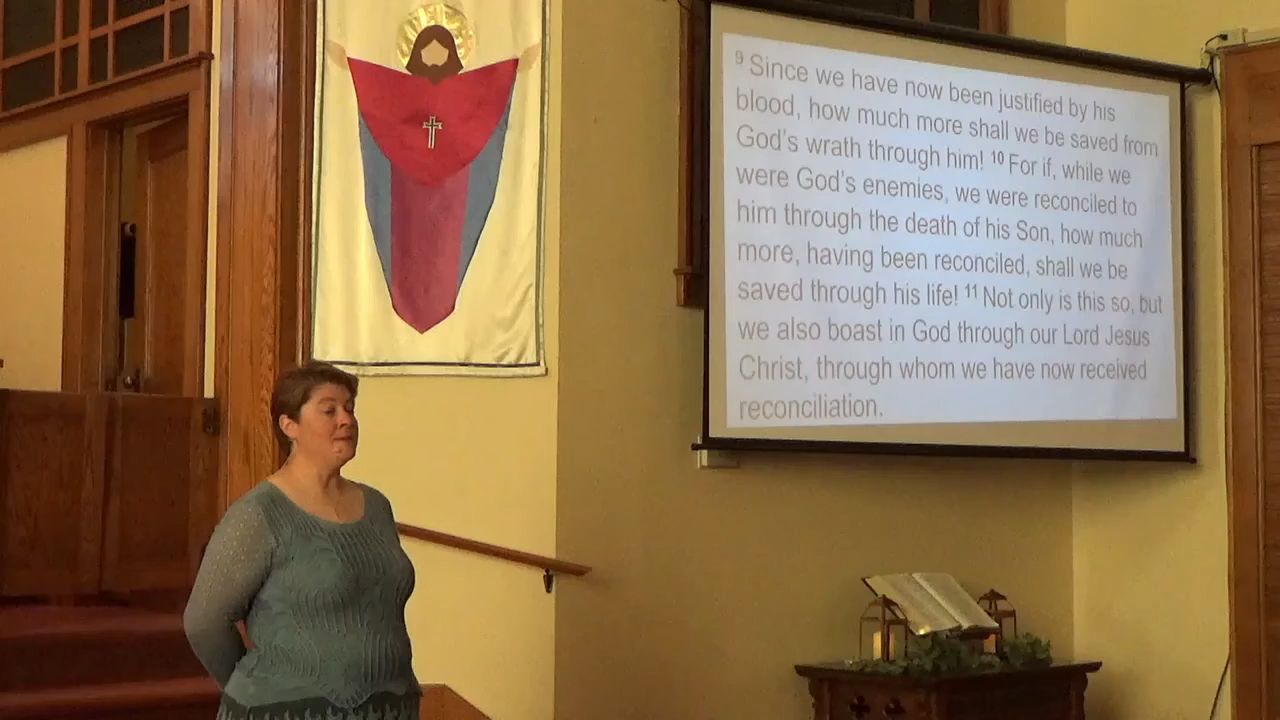 ⁹ Since we have now been justified by his
blood, how much more shall we be saved from
God's wrath through him! ¹⁰ For if, while we
were God's enemies, we were reconciled to
him through the death of his Son, how much
more, having been reconciled, shall we be
saved through his life! ¹¹ Not only is this so, but
we also boast in God through our Lord Jesus
Christ, through whom we have now received
reconciliation.